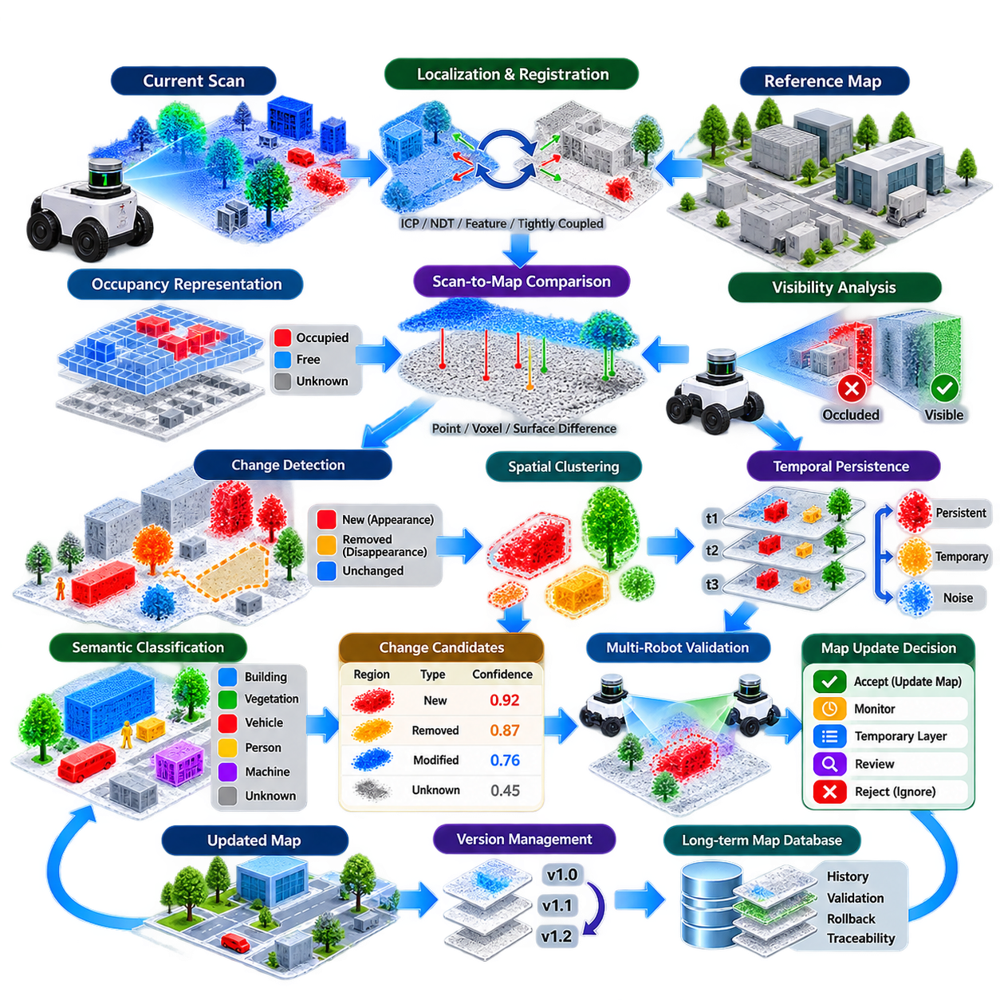 Current Scan
Localization & Registration
Reference Map
ICP / NDT / Feature / Tightly Coupled
Occupancy Representation
Occupied
Free
Unknown
Scan-to-Map Comparison
Point / Voxel / Surface Difference
Visibility Analysis
Occluded
Visible
Change Detection
New (Appearance)
Removed
(Disappearance)
Unchanged
Spatial Clustering
Temporal Persistence
t1
t2
t3
Persistent
Temporary
Noise
Semantic Classification
Building
Vegetation
Vehicle
Person
Machine
Unknown
Change Candidates
Region Type Confidence
New 0.92
Removed 0.87
Modified 0.76
Unknown 0.45
Multi-Robot Validation
Map Update Decision
Accept (Update Map)
Monitor
Temporary Layer
Review
Reject (Ignore)
Updated Map
Version Management
v1.0
v1.1
v1.2
Long-term Map Database
History
Validation
Rollback
Traceability